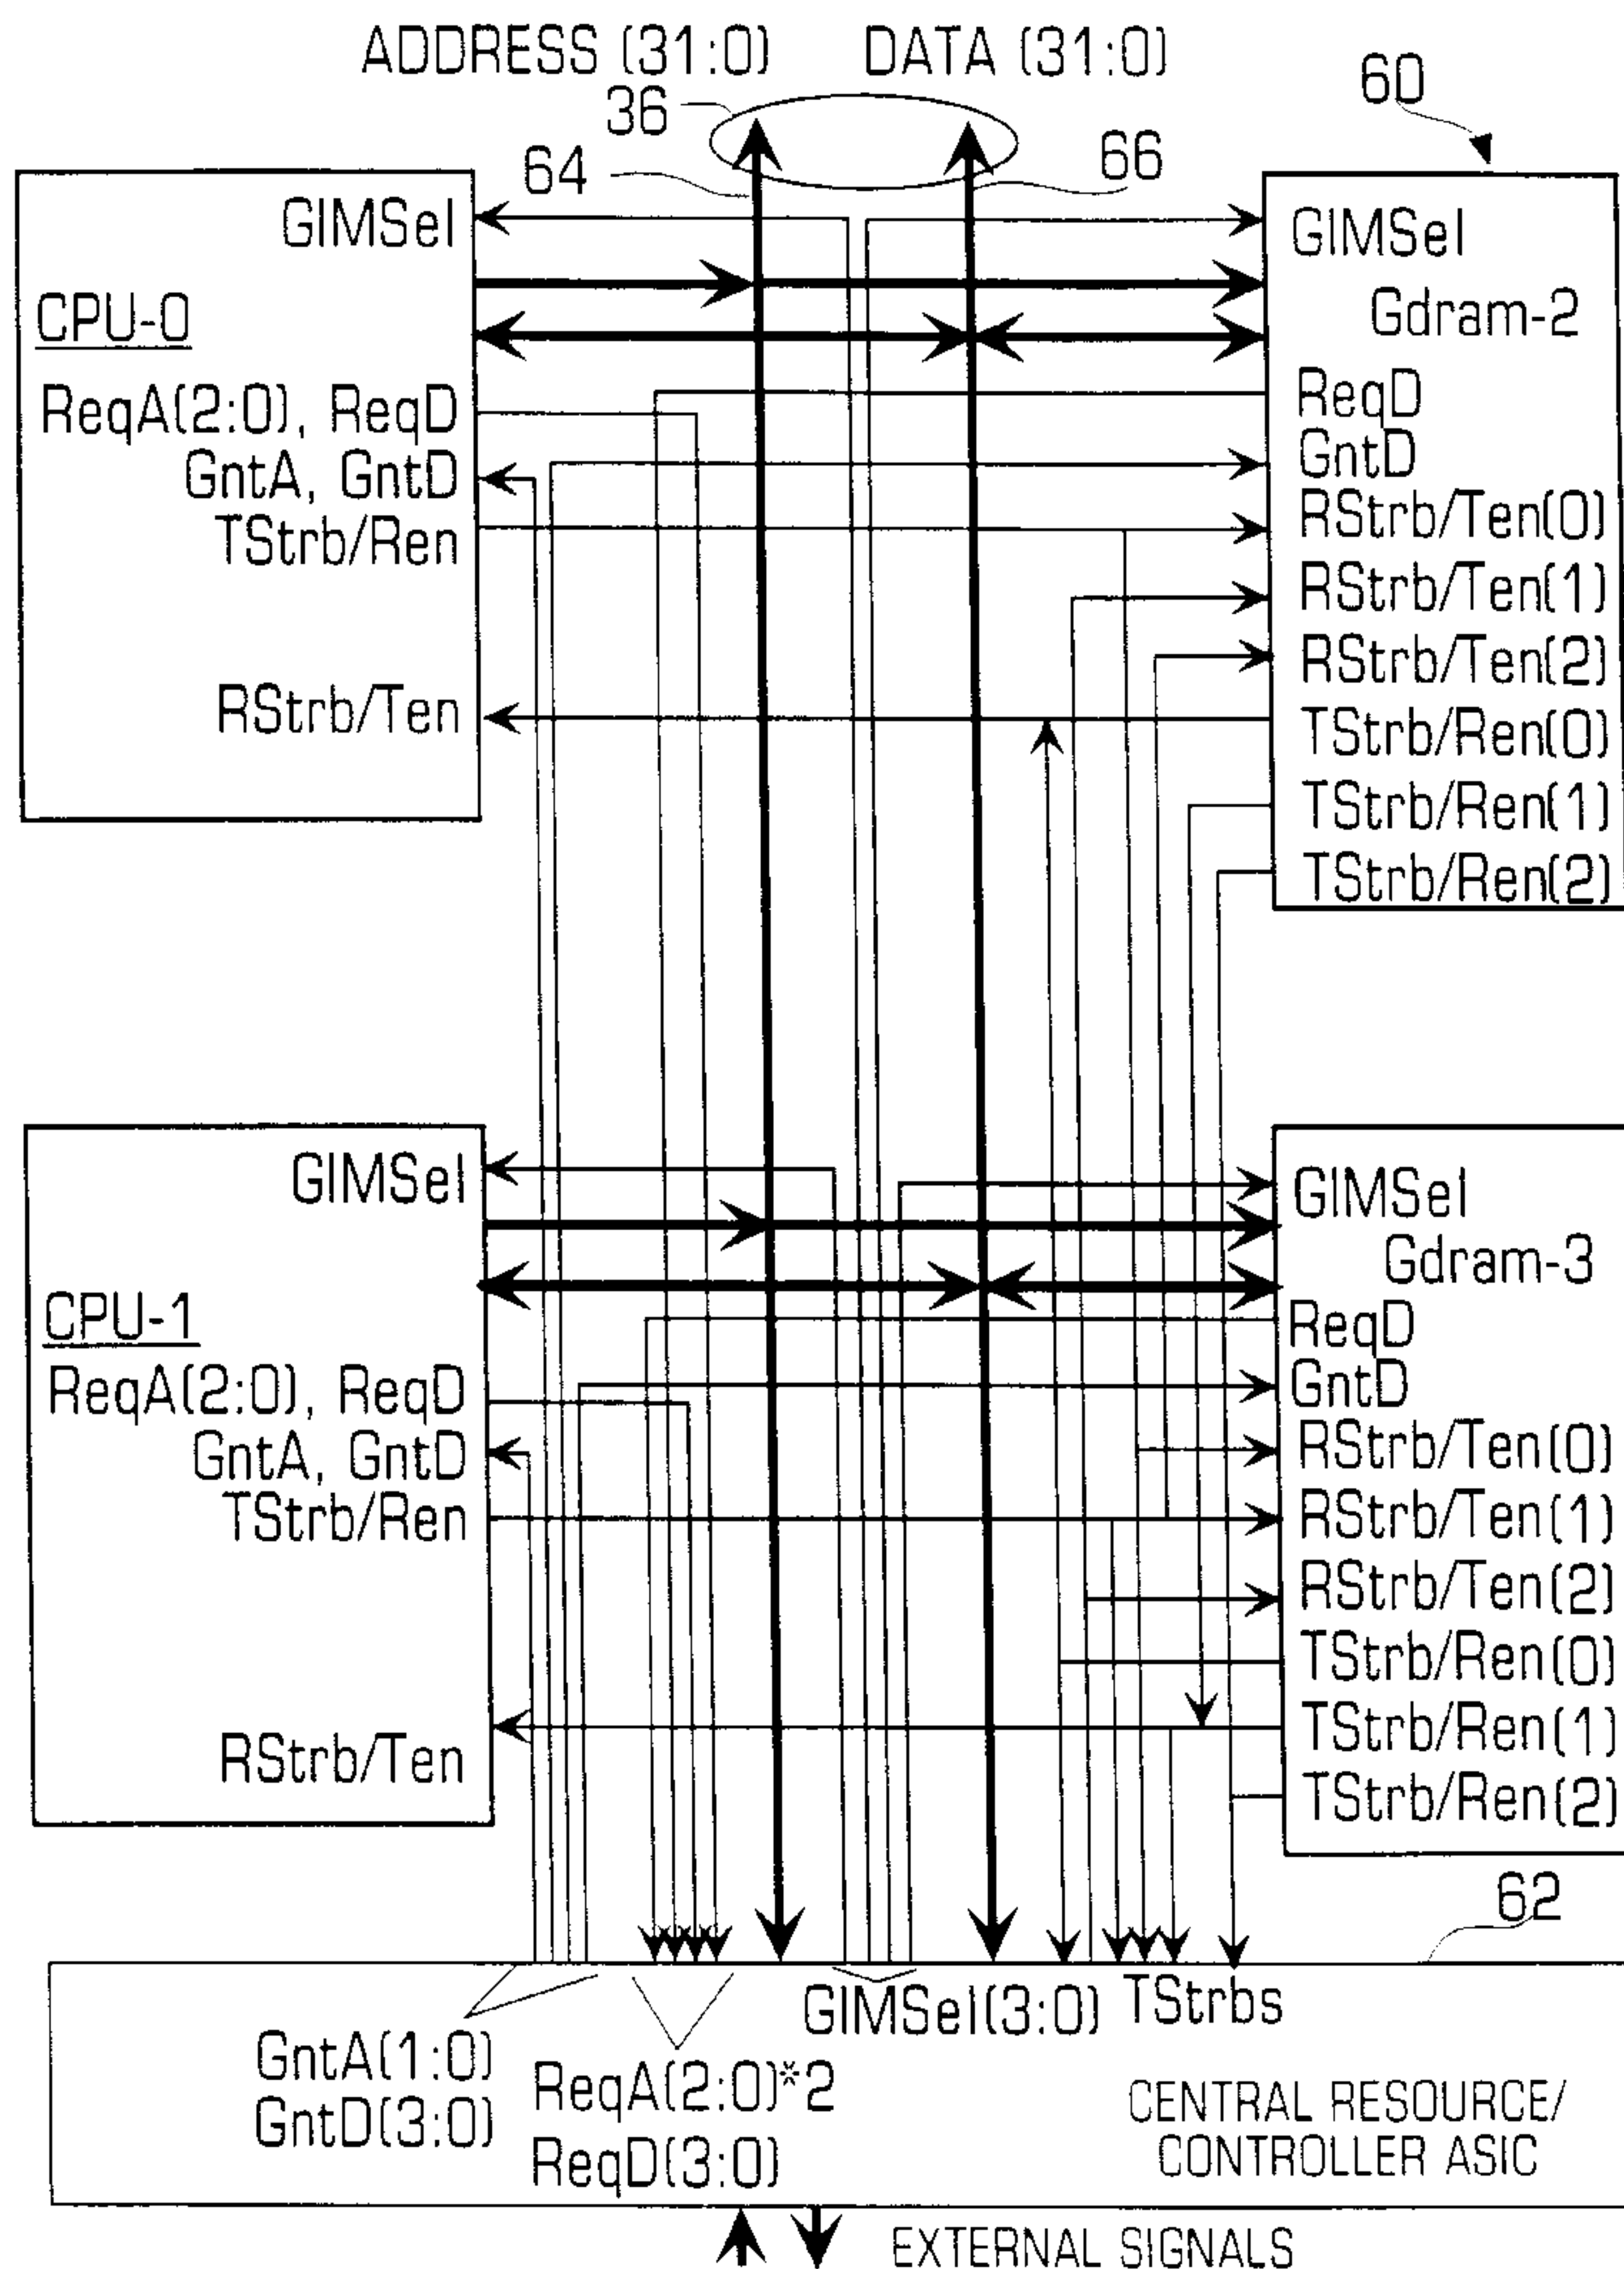 ADDRESS (31:0) DATA (31:0)
36
60
64
66
GIMSel
CPU-0
ReqA(2:0), ReqD
GntA, GntD
TStrb/Ren
RStrb/Ten
GIMSel
Gdram-2
ReqD
GntD
RStrb/Ten(0)
RStrb/Ten(1)
RStrb/Ten(2)
TStrb/Ren(0)
TStrb/Ren(1)
TStrb/Ren(2)
GIMSel
CPU-1
ReqA(2:0), ReqD
GntA, GntD
TStrb/Ren
RStrb/Ten
GIMSel
Gdram-3
ReqD
GntD
RStrb/Ten(0)
RStrb/Ten(1)
RStrb/Ten(2)
TStrb/Ren(0)
TStrb/Ren(1)
TStrb/Ren(2)
62
GntA(1:0)
GntD(3:0)
ReqA(2:0)*2
ReqD(3:0)
GIMSel(3:0) TStrbs
CENTRAL RESOURCE/
CONTROLLER ASIC
EXTERNAL SIGNALS